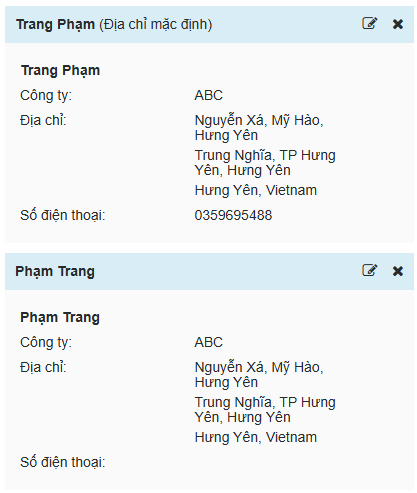 Trang Phạm (Địa chỉ mặc định)
Trang Phạm
Công ty: ABC
Địa chỉ: Nguyễn Xá, Mỹ Hào,
Hưng Yên
Trung Nghĩa, TP Hưng
Yên, Hưng Yên
Hưng Yên, Vietnam
Số điện thoại: 0359695488
Phạm Trang
Phạm Trang
Công ty: ABC
Địa chỉ: Nguyễn Xá, Mỹ Hào,
Hưng Yên
Trung Nghĩa, TP Hưng
Yên, Hưng Yên
Hưng Yên, Vietnam
Số điện thoại: